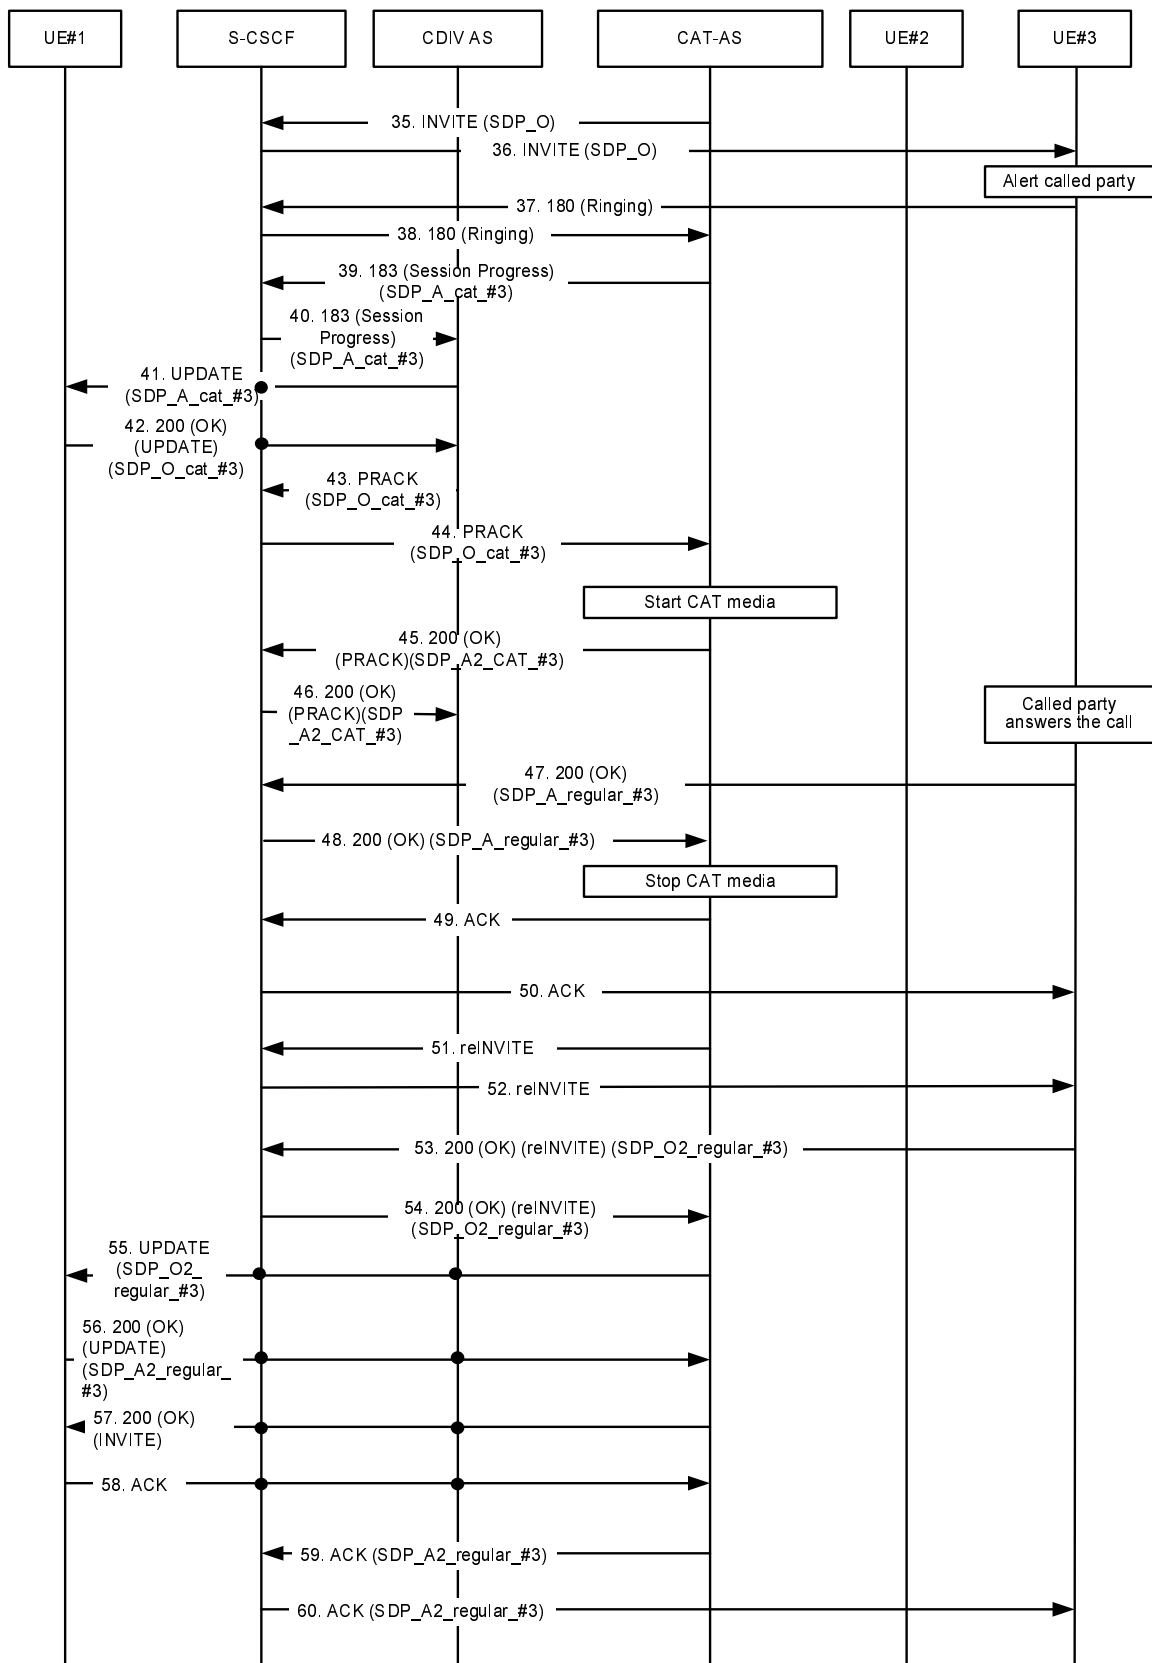 UE#1
S-CSCF
CDIV AS
CAT-AS
UE#2
UE#3
35. INVITE (SDP_O)
36. INVITE (SDP_O)
Alert called party
37. 180 (Ringing)
38. 180 (Ringing)
39. 183 (Session Progress)
(SDP_A_cat_#3)
40. 183 (Session
Progress)
(SDP_A_cat_#3)
41. UPDATE
(SDP_A_cat_#3)
42. 200 (OK)
(UPDATE)
(SDP_O_cat_#3)
43. PRACK
(SDP_O_cat_#3)
44. PRACK
(SDP_O_cat_#3)
Start CAT media
45. 200 (OK)
(PRACK)(SDP_A2_CAT_#3)
46. 200 (OK)
(PRACK)(SDP
_A2_CAT_#3)
Called party
answers the call
47. 200 (OK)
(SDP_A_regular_#3)
48. 200 (OK) (SDP_A_regular_#3)
Stop CAT media
49. ACK
50. ACK
51. reINVITE
52. reINVITE
53. 200 (OK) (reINVITE) (SDP_O2_regular_#3)
54. 200 (OK) (reINVITE)
(SDP_O2_regular_#3)
55. UPDATE
(SDP_O2_
regular_#3)
56. 200 (OK)
(UPDATE)
(SDP_A2_regular_
#3)
57. 200 (OK)
(INVITE)
58. ACK
59. ACK (SDP_A2_regular_#3)
60. ACK (SDP_A2_regular_#3)